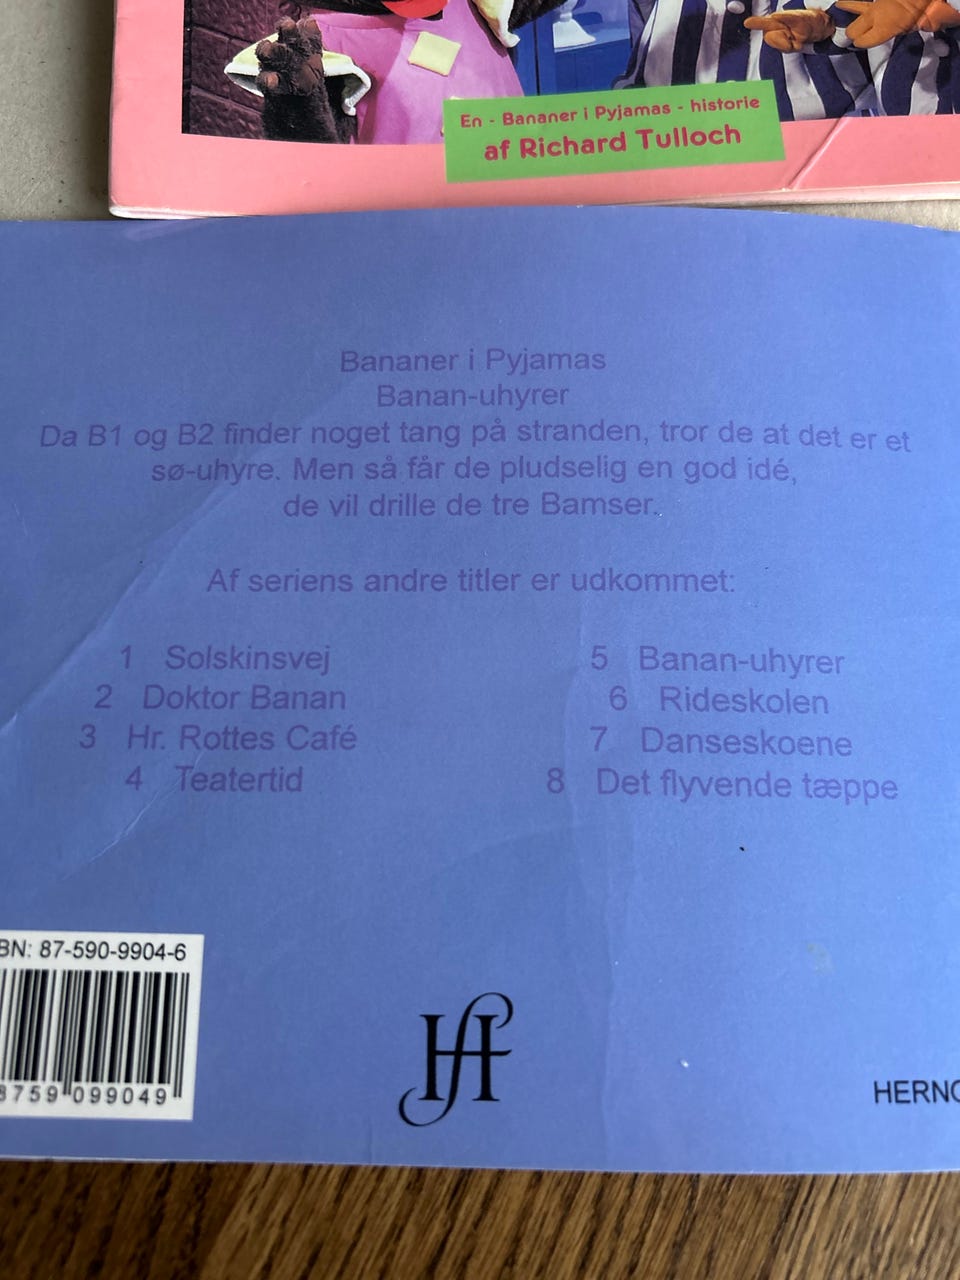 En - Bananer i Pyjamas - historie
af Richard Tulloch
Bananer i Pyjamas
Banan-uhyrer
Da B1 og B2 finder noget tang på stranden, tror de at det er et
sø-uhyre. Men så får de pludselig en god idé,
de vil drille de tre Bamser.
Af seriens andre titler er udkommet:
1 Solskinsvej
2 Doktor Banan
3 Hr. Rottes Café
4 Teatertid
5 Banan-uhyrer
6 Rideskolen
7 Danseskoene
8 Det flyvende tæppe
BN: 87-590-9904-6
8759 099049
HF
HERNO